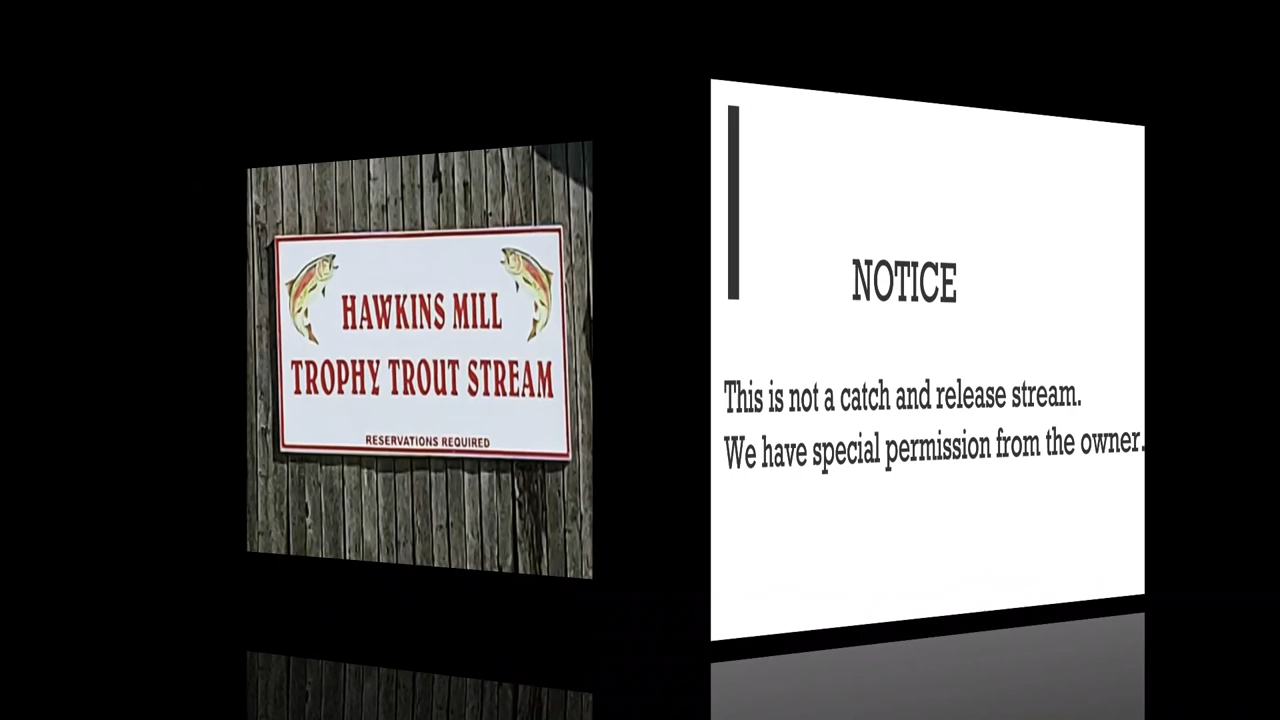 HAWKINS MILL
TROPHY TROUT STREAM
RESERVATIONS REQUIRED
NOTICE
This is not a catch and release stream.
We have special permission from the owner.